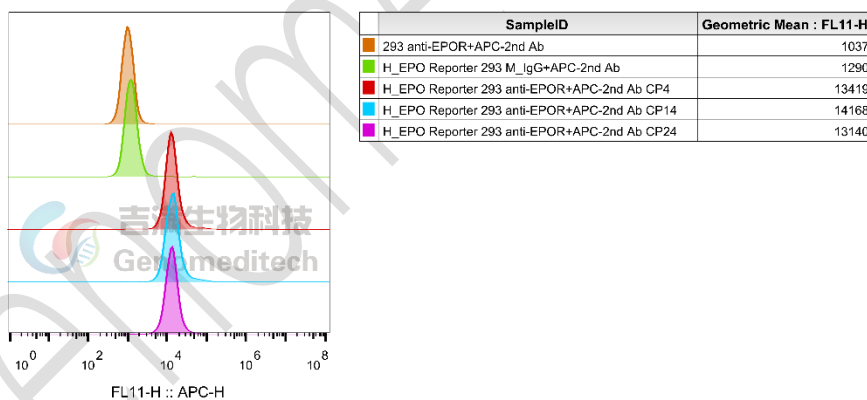 SampleID Geometric Mean : FL11-H
293 anti-EPOR+APC-2nd Ab 1037
H_EPO Reporter 293 M_IgG+APC-2nd Ab 1290
H_EPO Reporter 293 anti-EPOR+APC-2nd Ab CP4 13419
H_EPO Reporter 293 anti-EPOR+APC-2nd Ab CP14 14168
H_EPO Reporter 293 anti-EPOR+APC-2nd Ab CP24 13140
吉满生物科技
Genomeditech
10^0 10^2 10^4 10^6 10^8
FL11-H :: APC-H